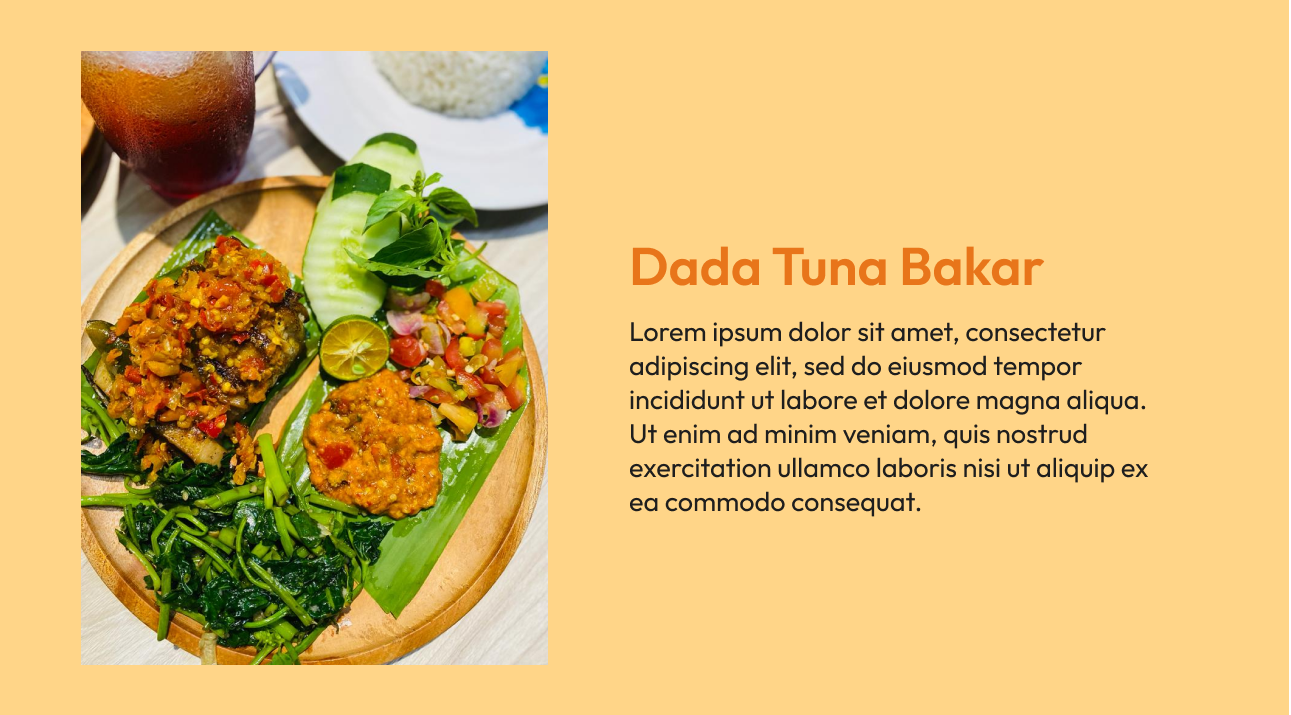 Dada Tuna Bakar
Lorem ipsum dolor sit amet, consectetur
adipiscing elit, sed do eiusmod tempor
incididunt ut labore et dolore magna aliqua.
Ut enim ad minim veniam, quis nostrud
exercitation ullamco laboris nisi ut aliquip ex
ea commodo consequat.